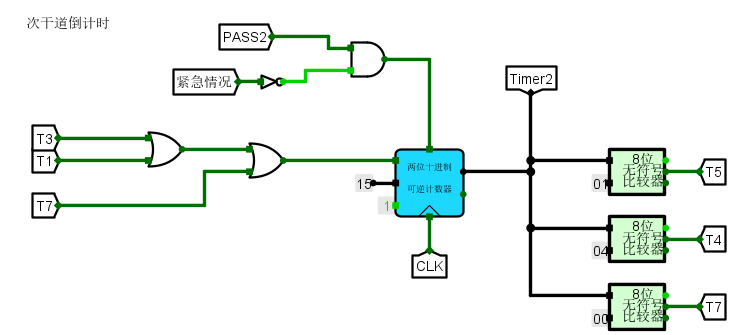 次干道倒计时
PASS2
紧急情况
Timer2
T3
T1
T7
两位十进制
可逆计数器
15
1
CLK
8位
无符号
比较器
01
T5
8位
无符号
比较器
04
T4
8位
无符号
比较器
00
T7